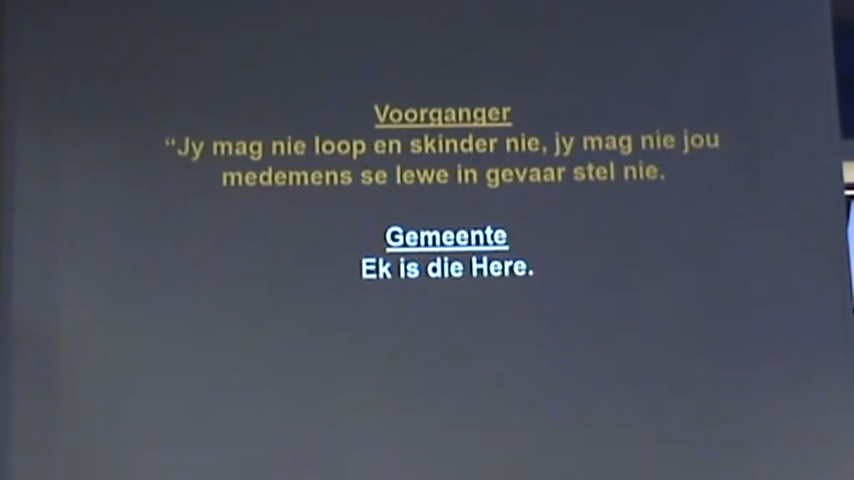 Voorganger
“Jy mag nie loop en skinder nie, jy mag nie jou
medemens se lewe in gevaar stel nie.
Gemeente
Ek is die Here.